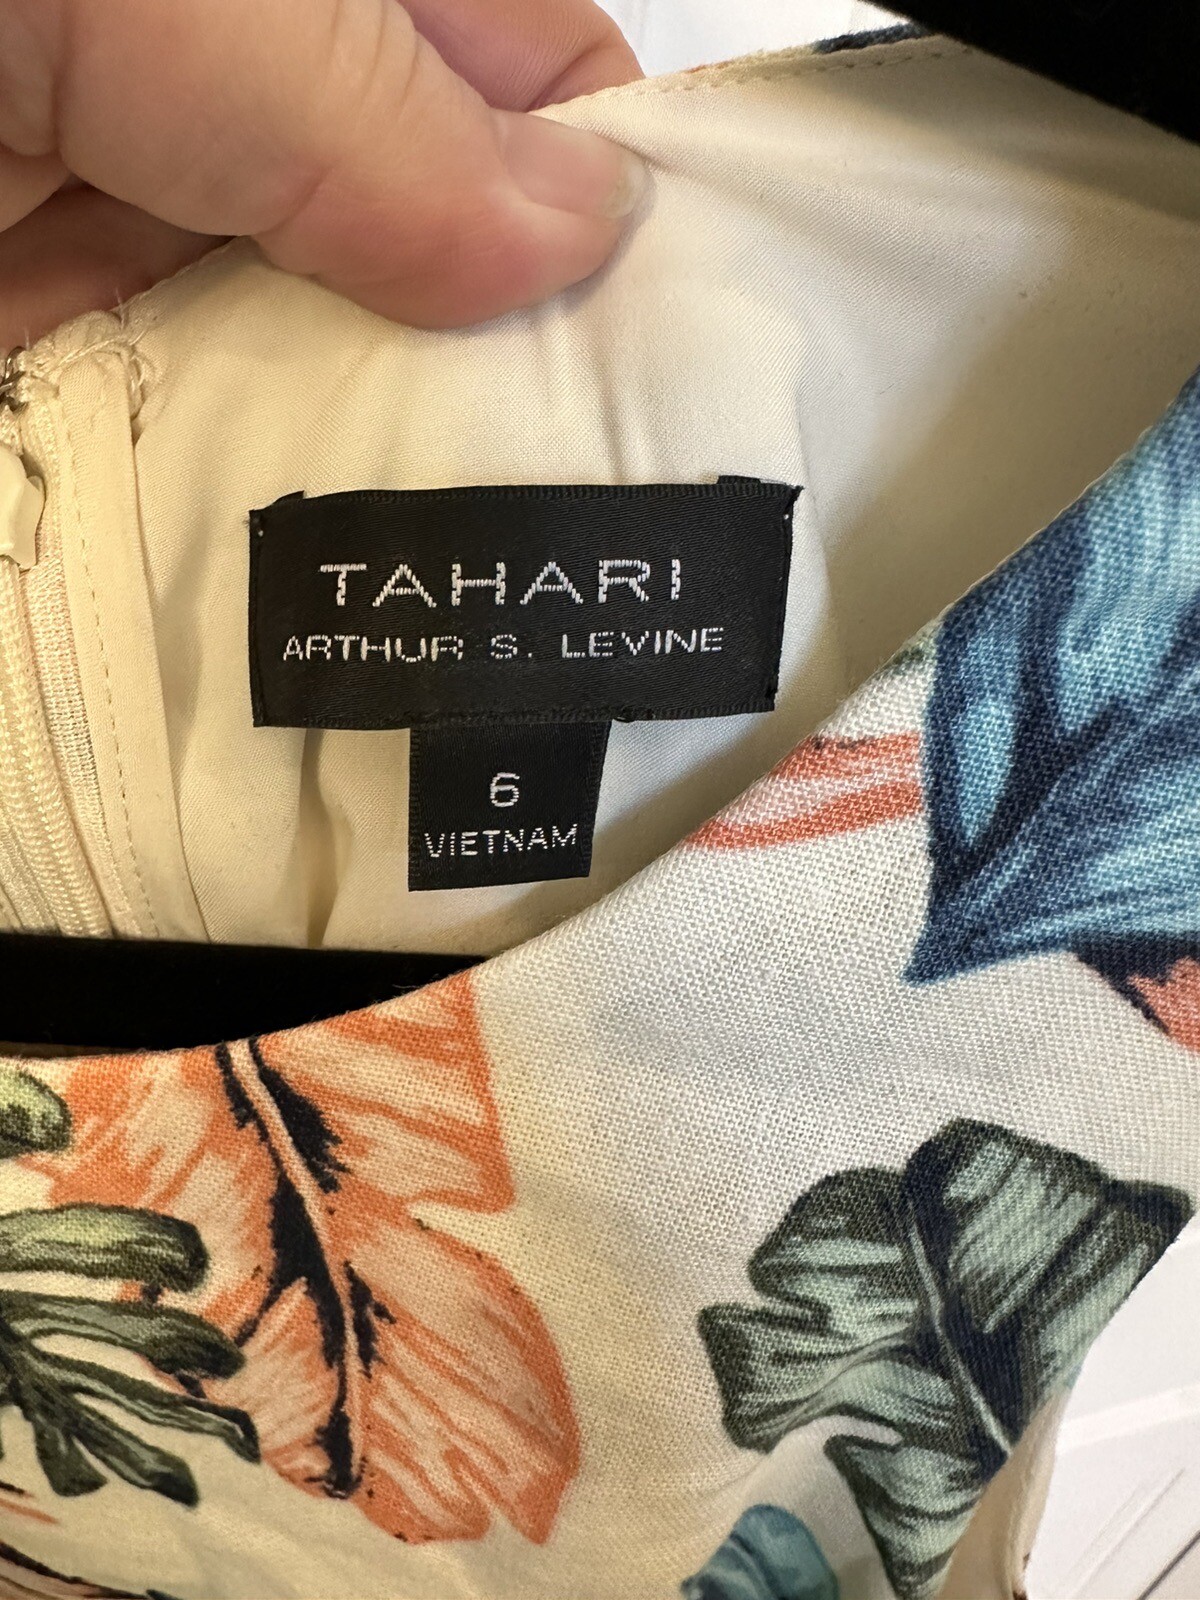 TAHARI
ARTHUR S. LEVINE
6
VIETNAM